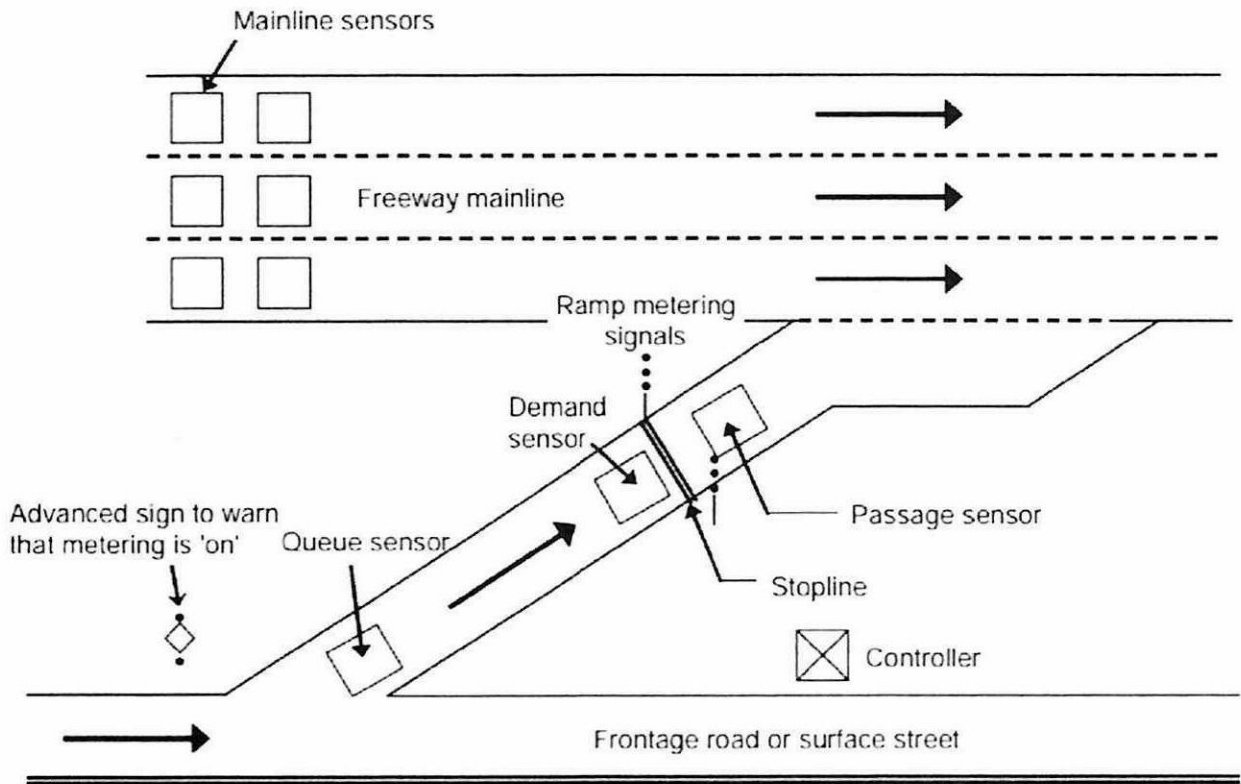 Mainline sensors
Freeway mainline
Ramp metering
signals
Demand
sensor
Advanced sign to warn
that metering is 'on'
Queue sensor
Passage sensor
Stopline
Controller
Frontage road or surface street